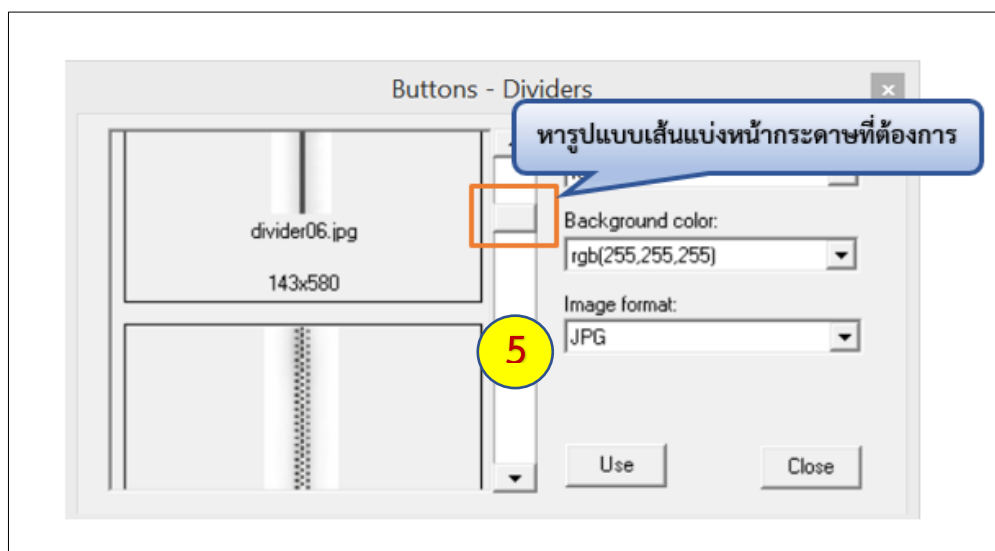 Buttons - Dividers
หารูปแบบเส้นแบ่งหน้ากระดาษที่ต้องการ
divider06.jpg
143x580
Background color:
rgb(255,255,255)
Image format:
JPG
5
Use
Close